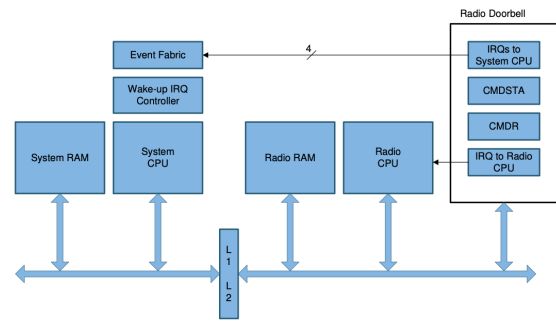 Radio Doorbell
Event Fabric
4
IRQs to
System CPU
Wake-up IRQ
Controller
CMDSTA
CMDR
System RAM
System
CPU
Radio RAM
Radio
CPU
IRQ to Radio
CPU
L
1
L
2